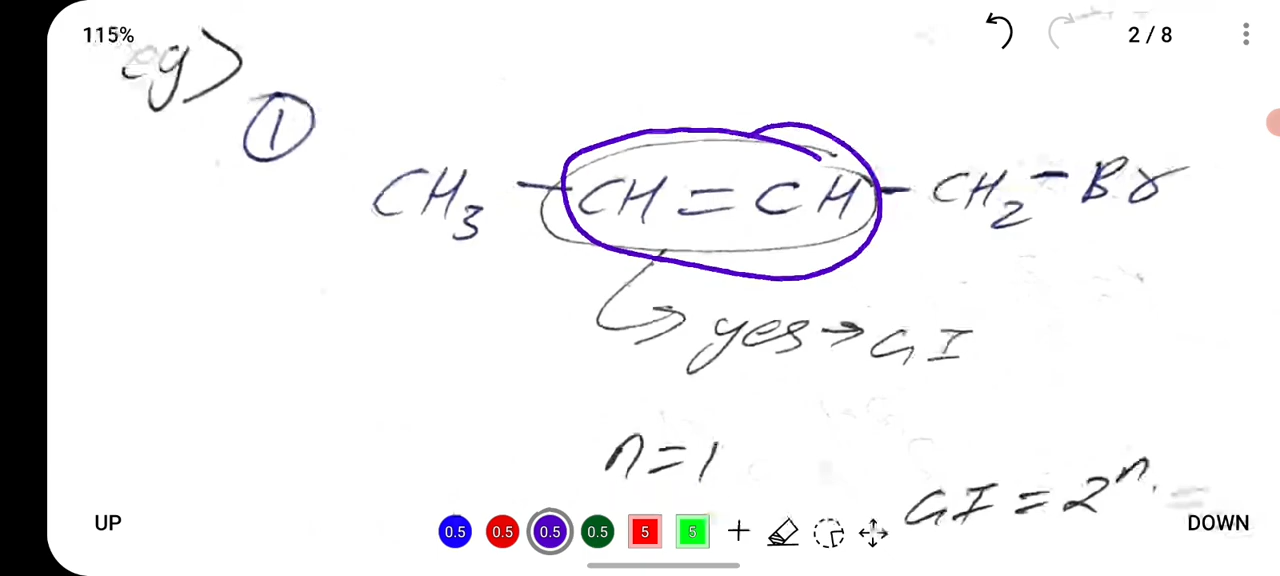 115%
2 / 8
eg>
①
CH₃ - CH = CH - CH₂ - Br
yes → GI
n = 1
GI = 2ⁿ. =
UP
0.5 0.5 0.5 0.5 5 5 +
DOWN